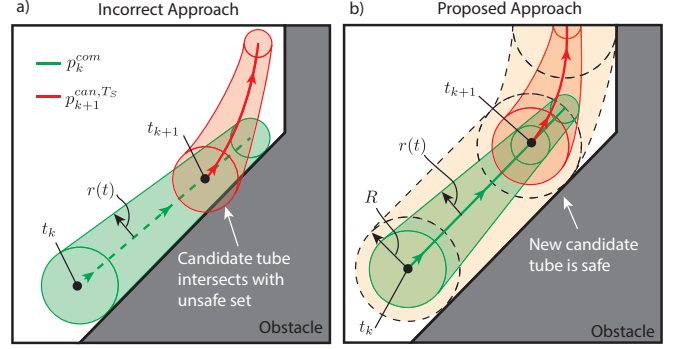 a) Incorrect Approach
p_k^{com}
p_{k+1}^{can,T_S}
t_{k+1}
r(t)
t_k
Candidate tube
intersects with
unsafe set
Obstacle
b) Proposed Approach
t_{k+1}
r(t)
R
New candidate
tube is safe
t_k
Obstacle